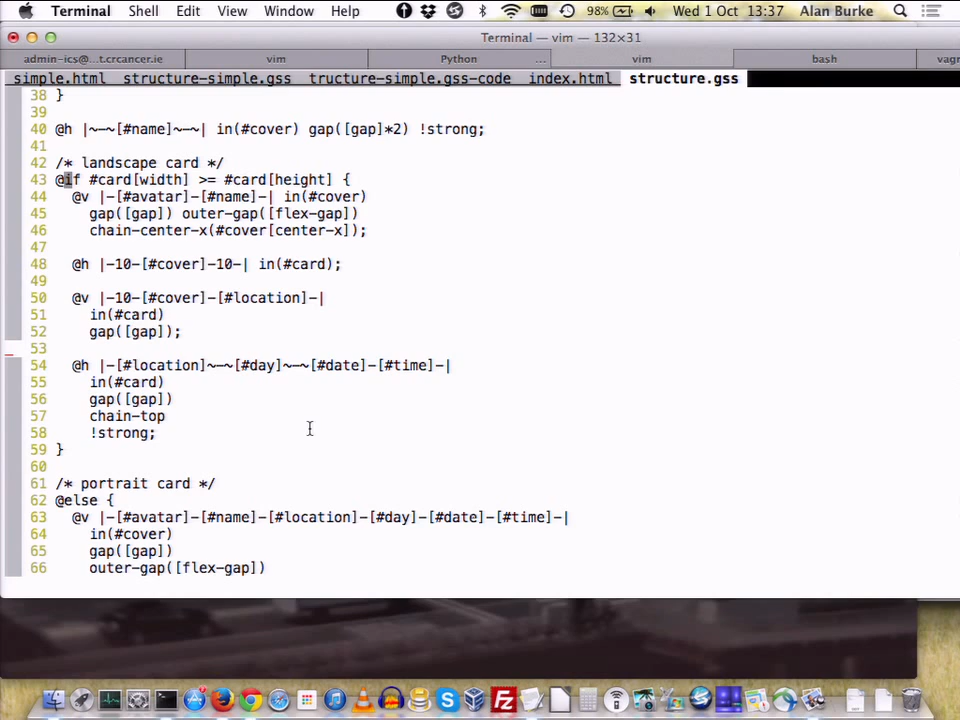 Terminal Shell Edit View Window Help 98% Wed 1 Oct 13:37 Alan Burke
Terminal — vim — 132×31
admin-ics@...t.crcancer.ie vim Python ... vim bash vagr
simple.html structure-simple.gss tructure-simple.gss-code index.html structure.gss
38 }
39
40 @h |~-~[#name]~-~| in(#cover) gap([gap]*2) !strong;
41
42 /* landscape card */
43 @if #card[width] >= #card[height] {
44 @v |-[#avatar]-[#name]-| in(#cover)
45 gap([gap]) outer-gap([flex-gap])
46 chain-center-x(#cover[center-x]);
47
48 @h |-10-[#cover]-10-| in(#card);
49
50 @v |-10-[#cover]-[#location]-|
51 in(#card)
52 gap([gap]);
53
54 @h |-[#location]~-~[#day]~-~[#date]-[#time]-|
55 in(#card)
56 gap([gap])
57 chain-top
58 !strong;
59 }
60
61 /* portrait card */
62 @else {
63 @v |-[#avatar]-[#name]-[#location]-[#day]-[#date]-[#time]-|
64 in(#cover)
65 gap([gap])
66 outer-gap([flex-gap])